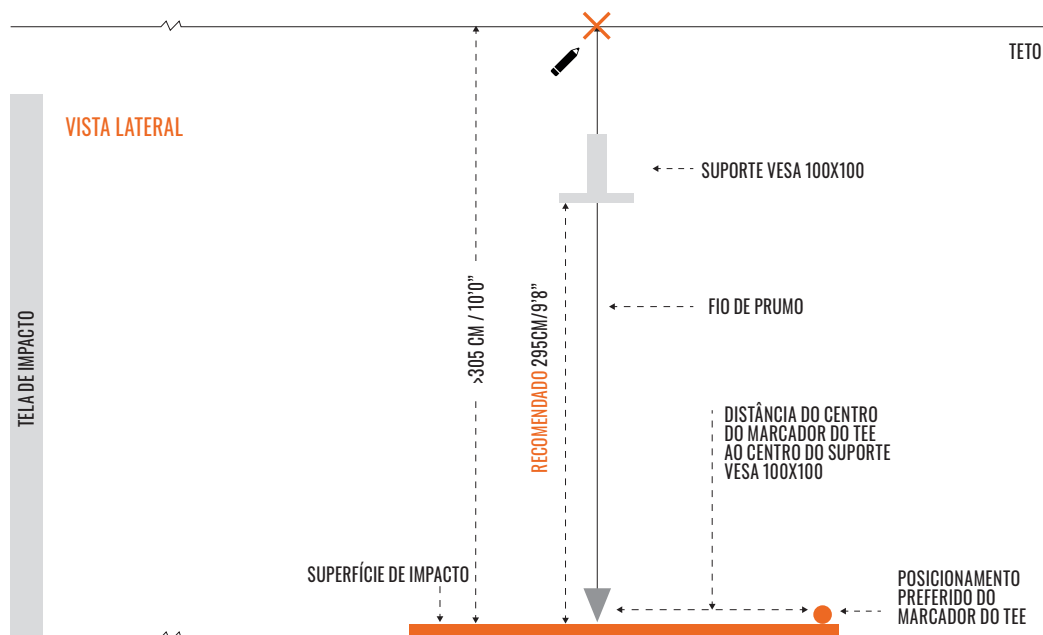 TETO
VISTA LATERAL
SUPORTE VESA 100X100
TELA DE IMPACTO
>305 CM / 10’0”
RECOMENDADO 295CM/9’8”
FIO DE PRUMO
DISTÂNCIA DO CENTRO
DO MARCADOR DO TEE
AO CENTRO DO SUPORTE
VESA 100X100
SUPERFÍCIE DE IMPACTO
POSICIONAMENTO
PREFERIDO DO
MARCADOR DO TEE